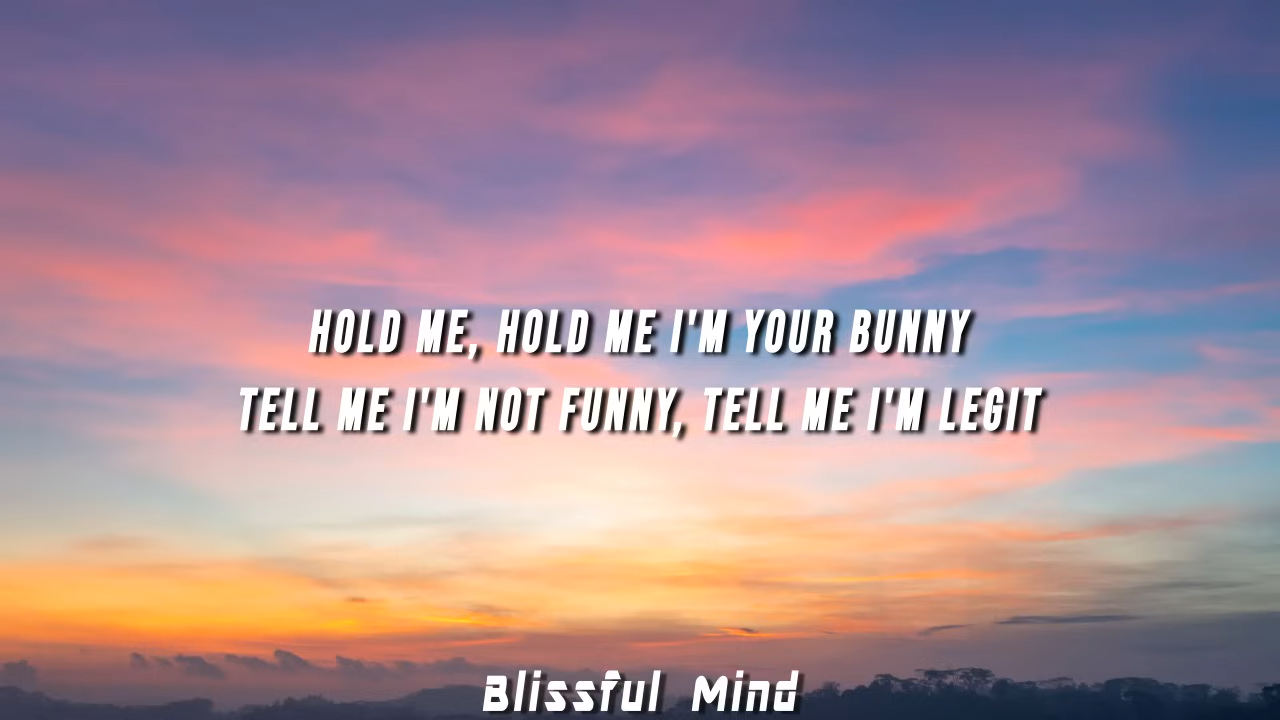 HOLD ME, HOLD ME I'M YOUR BUNNY
TELL ME I'M NOT FUNNY, TELL ME I'M LEGIT
Blissful Mind